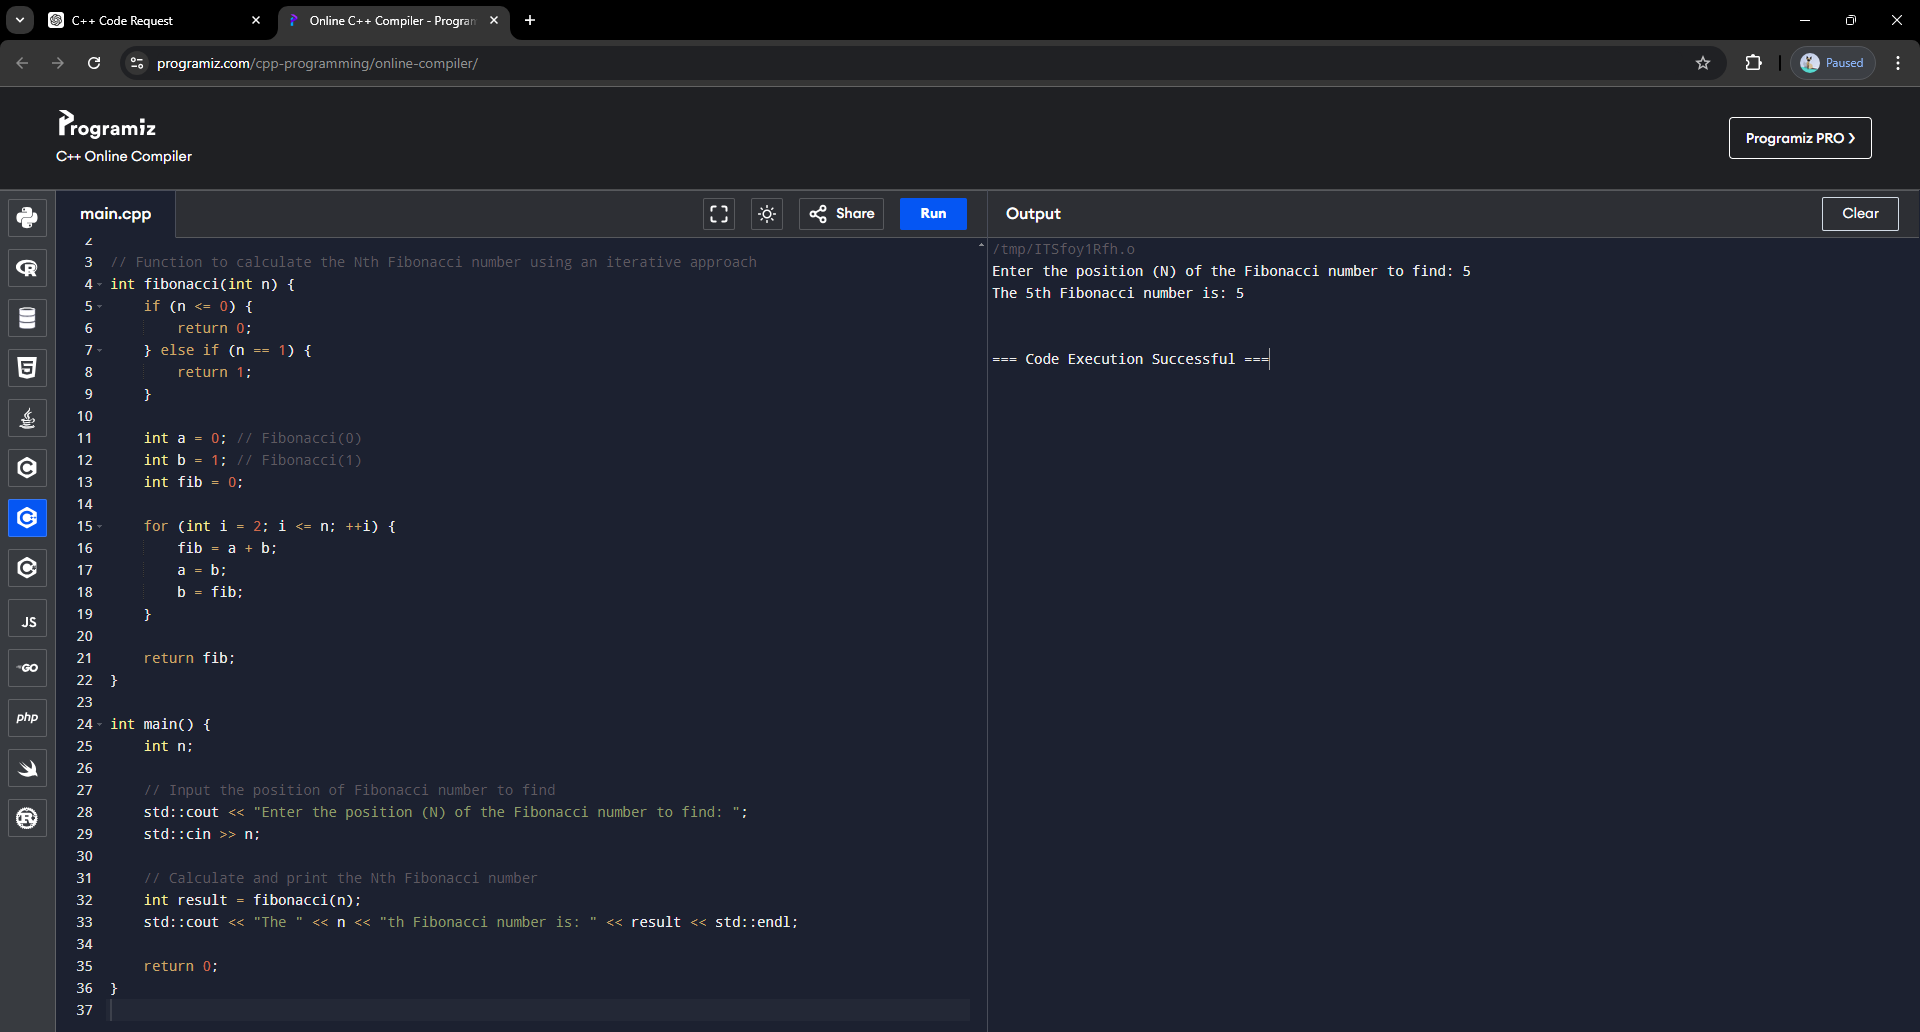 C++ Code Request
Online C++ Compiler - Program
programiz.com/cpp-programming/online-compiler/
Paused
Programiz
C++ Online Compiler
Programiz PRO ❯
main.cpp
Share
Run
Output
Clear
2
3 // Function to calculate the Nth Fibonacci number using an iterative approach
4 int fibonacci(int n) {
5     if (n <= 0) {
6         return 0;
7     } else if (n == 1) {
8         return 1;
9     }
10
11     int a = 0; // Fibonacci(0)
12     int b = 1; // Fibonacci(1)
13     int fib = 0;
14
15     for (int i = 2; i <= n; ++i) {
16         fib = a + b;
17         a = b;
18         b = fib;
19     }
20
21     return fib;
22 }
23
24 int main() {
25     int n;
26
27     // Input the position of Fibonacci number to find
28     std::cout << "Enter the position (N) of the Fibonacci number to find: ";
29     std::cin >> n;
30
31     // Calculate and print the Nth Fibonacci number
32     int result = fibonacci(n);
33     std::cout << "The " << n << "th Fibonacci number is: " << result << std::endl;
34
35     return 0;
36 }
37
/tmp/ITSfoy1Rfh.o
Enter the position (N) of the Fibonacci number to find: 5
The 5th Fibonacci number is: 5
=== Code Execution Successful ===
JS
GO
php